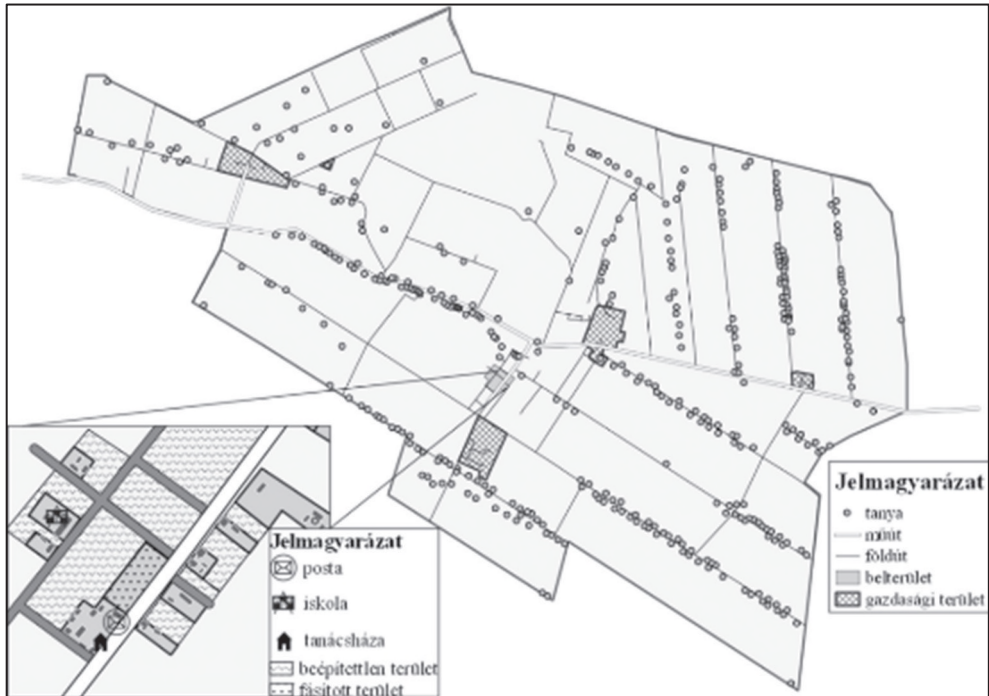 Jelmagyarázat
posta
iskola
tanácsháza
beépítettlen terület
fásított terület
Jelmagyarázat
tanya
műút
földút
belterület
gazdasági terület